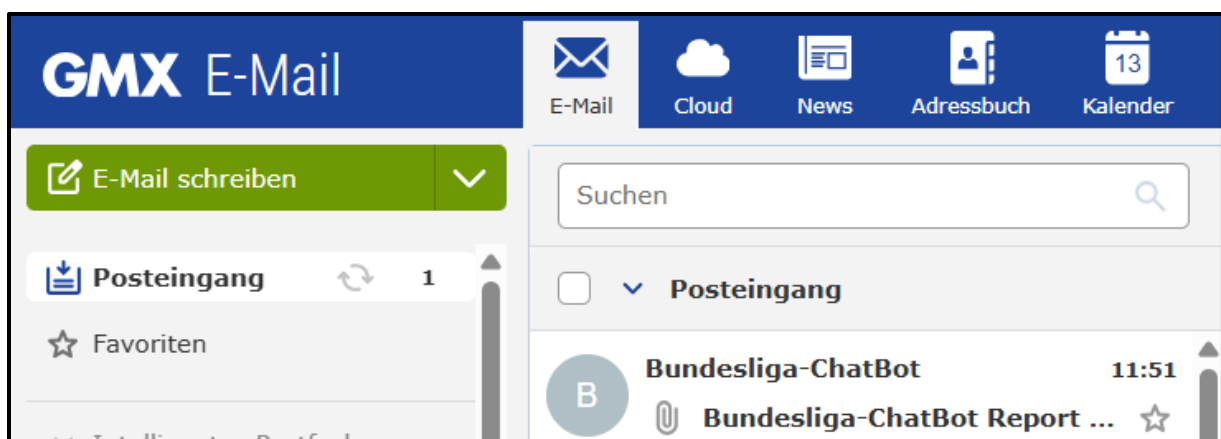 GMX E-Mail
E-Mail
Cloud
News
Adressbuch
13
Kalender
E-Mail schreiben
Suchen
Posteingang 1
Posteingang
Favoriten
B
Bundesliga-ChatBot 11:51
Bundesliga-ChatBot Report ...